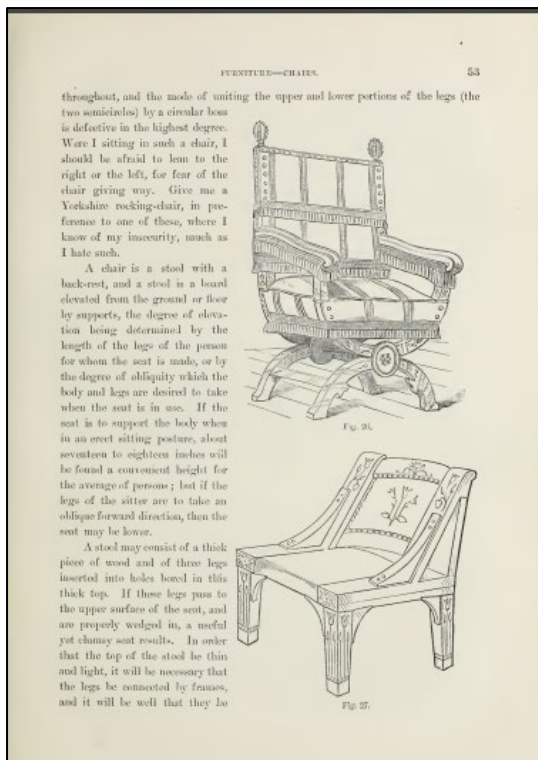 FURNITURE—CHAIRS.
53
throughout, and the mode of uniting the upper and lower portions of the legs (the
two semicircles) by a circular boss
is defective in the highest degree.
Were I sitting in such a chair, I
should be afraid to lean to the
right or the left, for fear of the
chair giving way. Give me a
Yorkshire rocking-chair, in pre-
ference to one of these, where I
know of my insecurity, much as
I hate such.
A chair is a stool with a
back-rest, and a stool is a board
elevated from the ground or floor
by supports, the degree of eleva-
tion being determined by the
length of the legs of the person
for whom the seat is made, or by
the degree of obliquity which the
body and legs are desired to take
when the seat is in use. If the
seat is to support the body when
in an erect sitting posture, about
seventeen to eighteen inches will
be found a convenient height for
the average of persons; but if the
legs of the sitter are to take an
oblique forward direction, then the
seat may be lower.
A stool may consist of a thick
piece of wood and of three legs
inserted into holes bored in this
thick top. If these legs pass to
the upper surface of the seat, and
are properly wedged in, a useful
yet clumsy seat results. In order
that the top of the stool be thin
and light, it will be necessary that
the legs be connected by frames,
and it will be well that they be
Fig. 26.
Fig. 27.